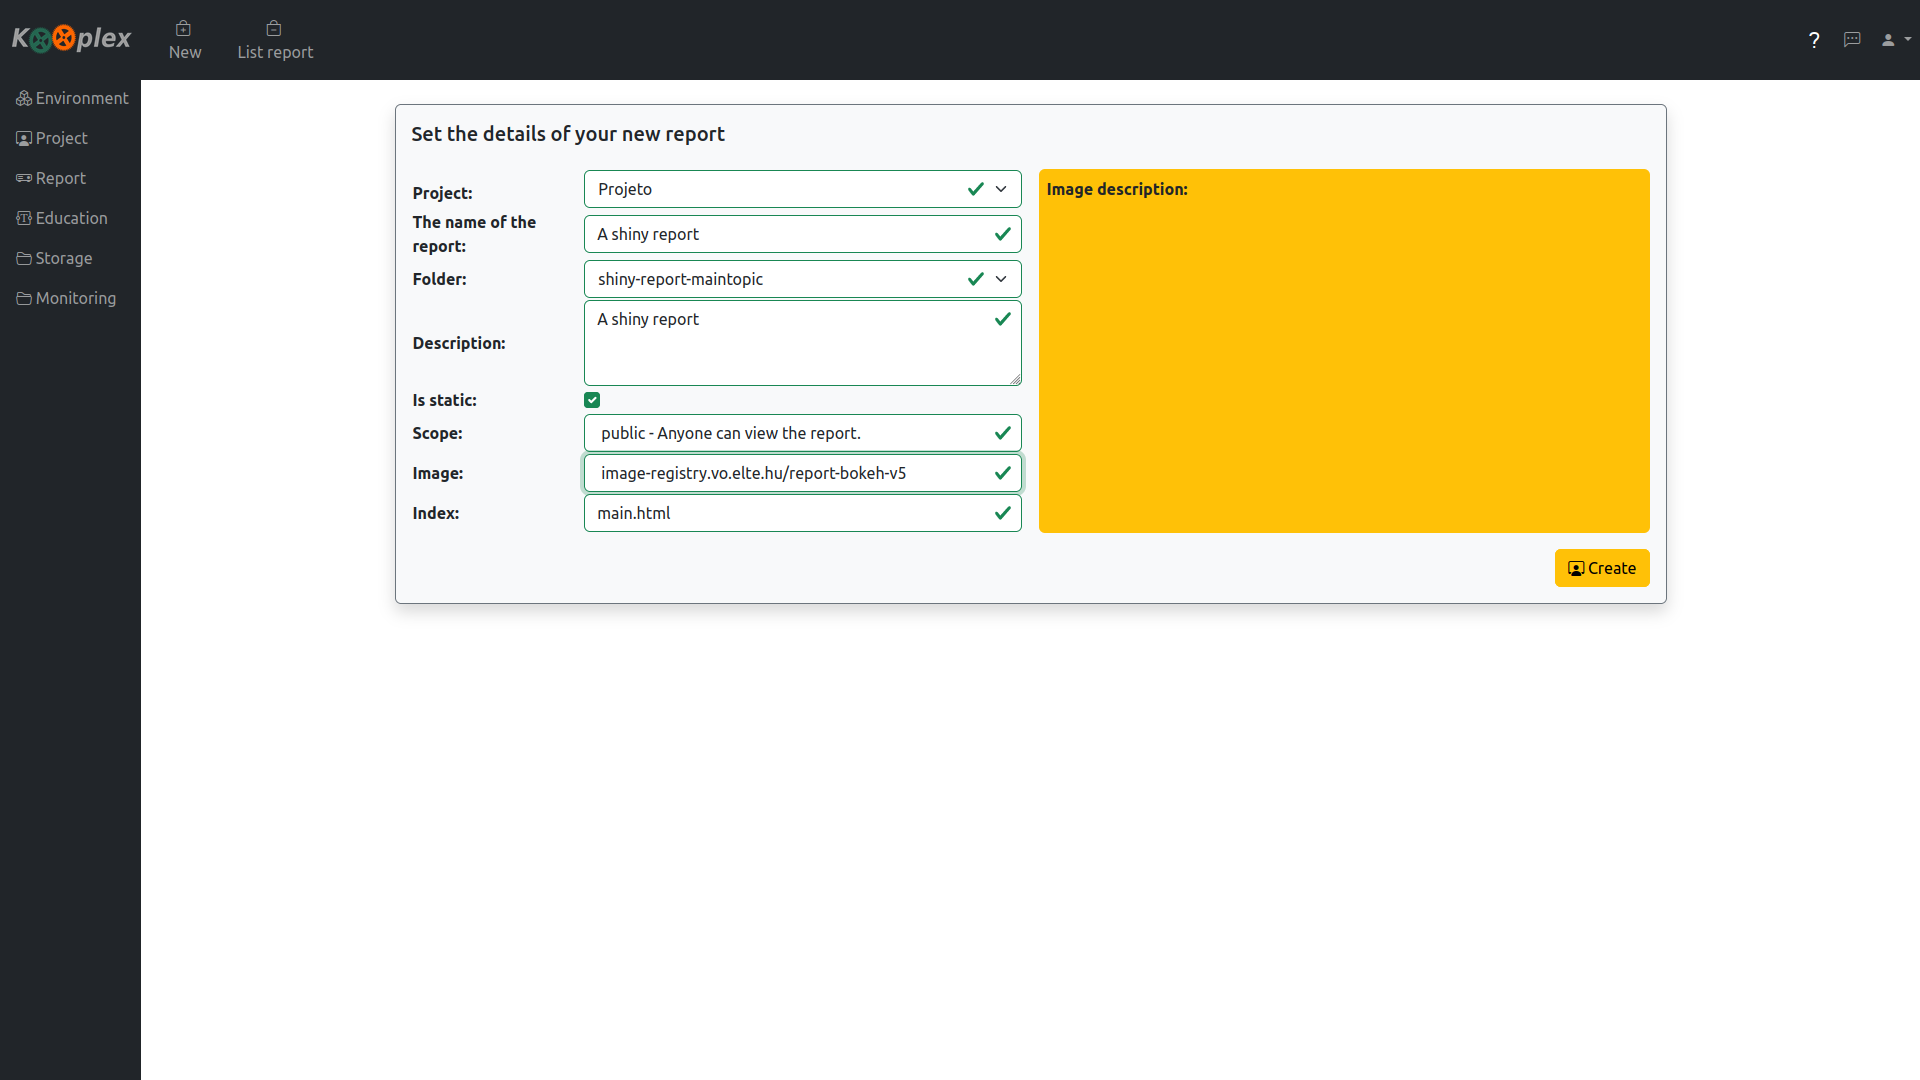 Kooplex
New
List report
?
Environment
Project
Report
Education
Storage
Monitoring
Set the details of your new report
Project:
Projeto
The name of the
report:
A shiny report
Folder:
shiny-report-maintopic
Description:
A shiny report
Is static:
Scope:
public - Anyone can view the report.
Image:
image-registry.vo.elte.hu/report-bokeh-v5
Index:
main.html
Image description:
Create